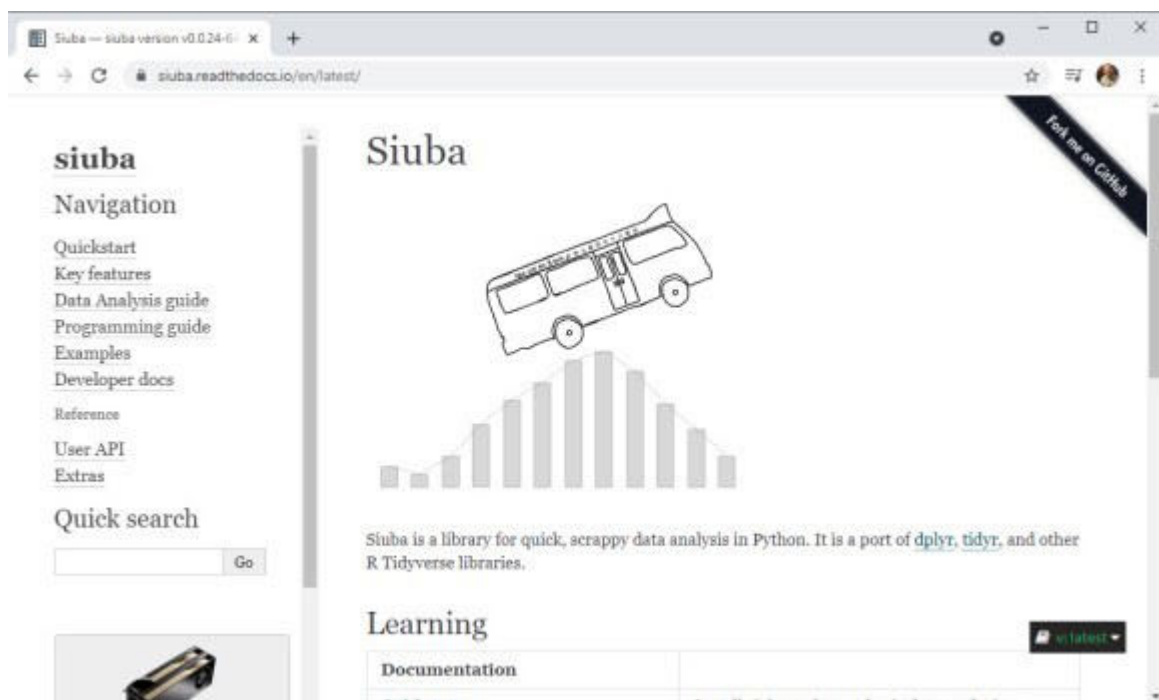 Siuba — siuba version v0.0.24-6
siuba.readthedocs.io/en/latest/
siuba
Navigation
Quickstart
Key features
Data Analysis guide
Programming guide
Examples
Developer docs
Reference
User API
Extras
Quick search
Go
Siuba
Fork me on GitHub
Siuba is a library for quick, scrappy data analysis in Python. It is a port of dplyr, tidyr, and other
R Tidyverse libraries.
Learning
Documentation
v: latest